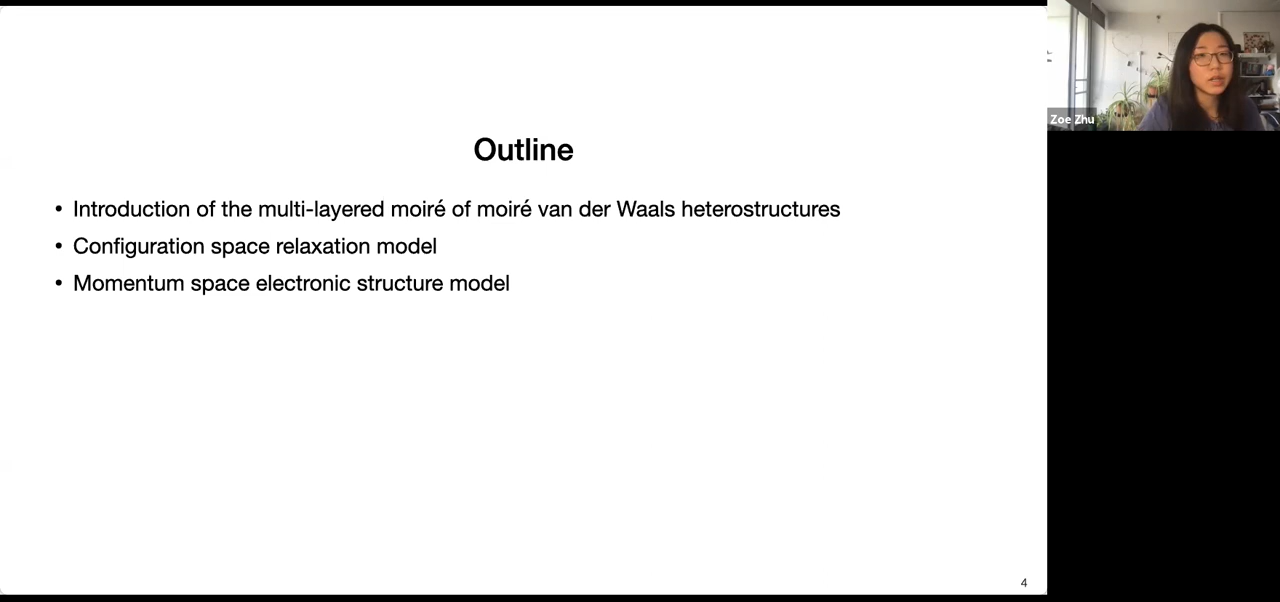 Outline
• Introduction of the multi-layered moiré of moiré van der Waals heterostructures
• Configuration space relaxation model
• Momentum space electronic structure model
4
Zoe Zhu